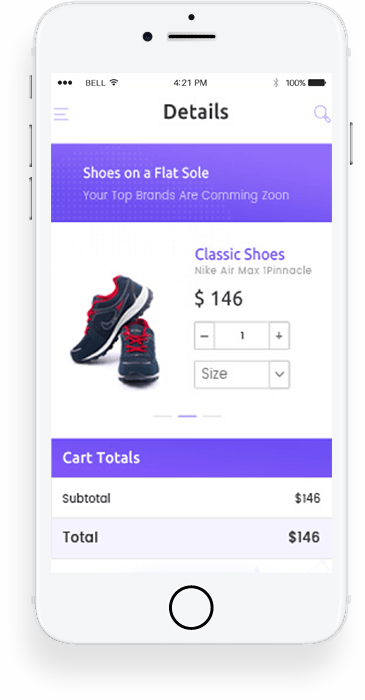 BELL 4:21 PM 100%
Details
Shoes on a Flat Sole
Your Top Brands Are Comming Zoon
Classic Shoes
Nike Air Max 1Pinnacle
$ 146
− 1 +
Size
Cart Totals
Subtotal $146
Total $146